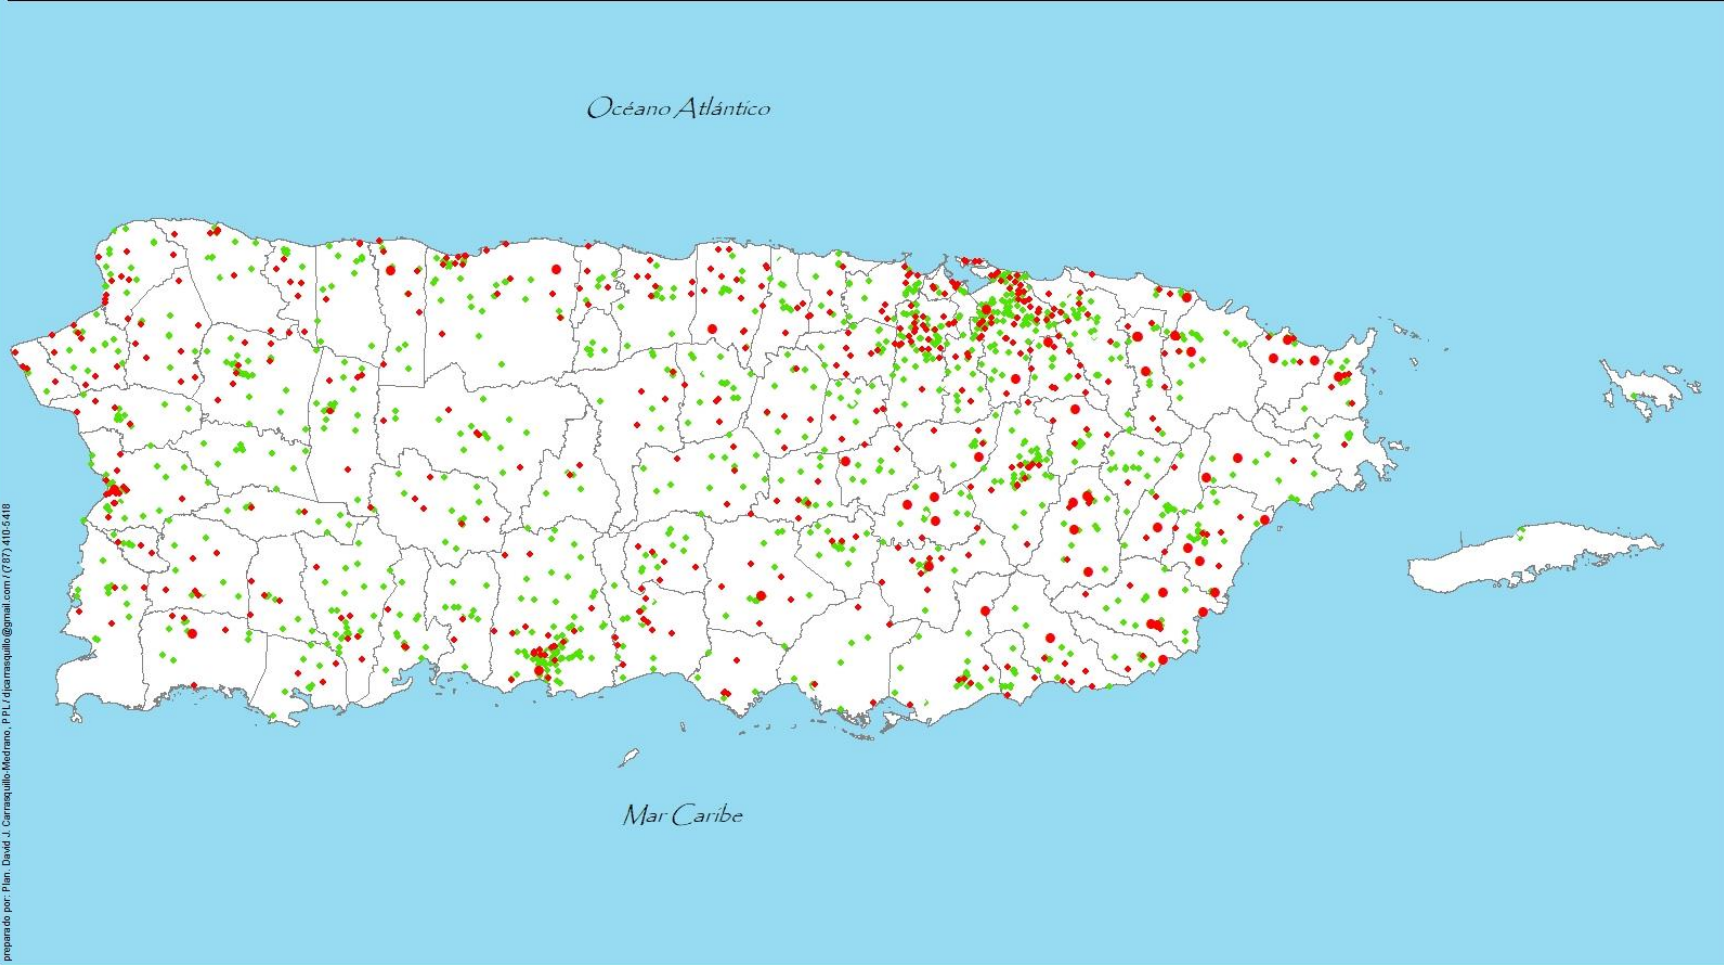 Océano Atlántico
Mar Caribe
preparado por: Plan. David J. Carrasquillo-Medrano, PPL / djcarrasquillo@gmail.com / (787) 410-5418